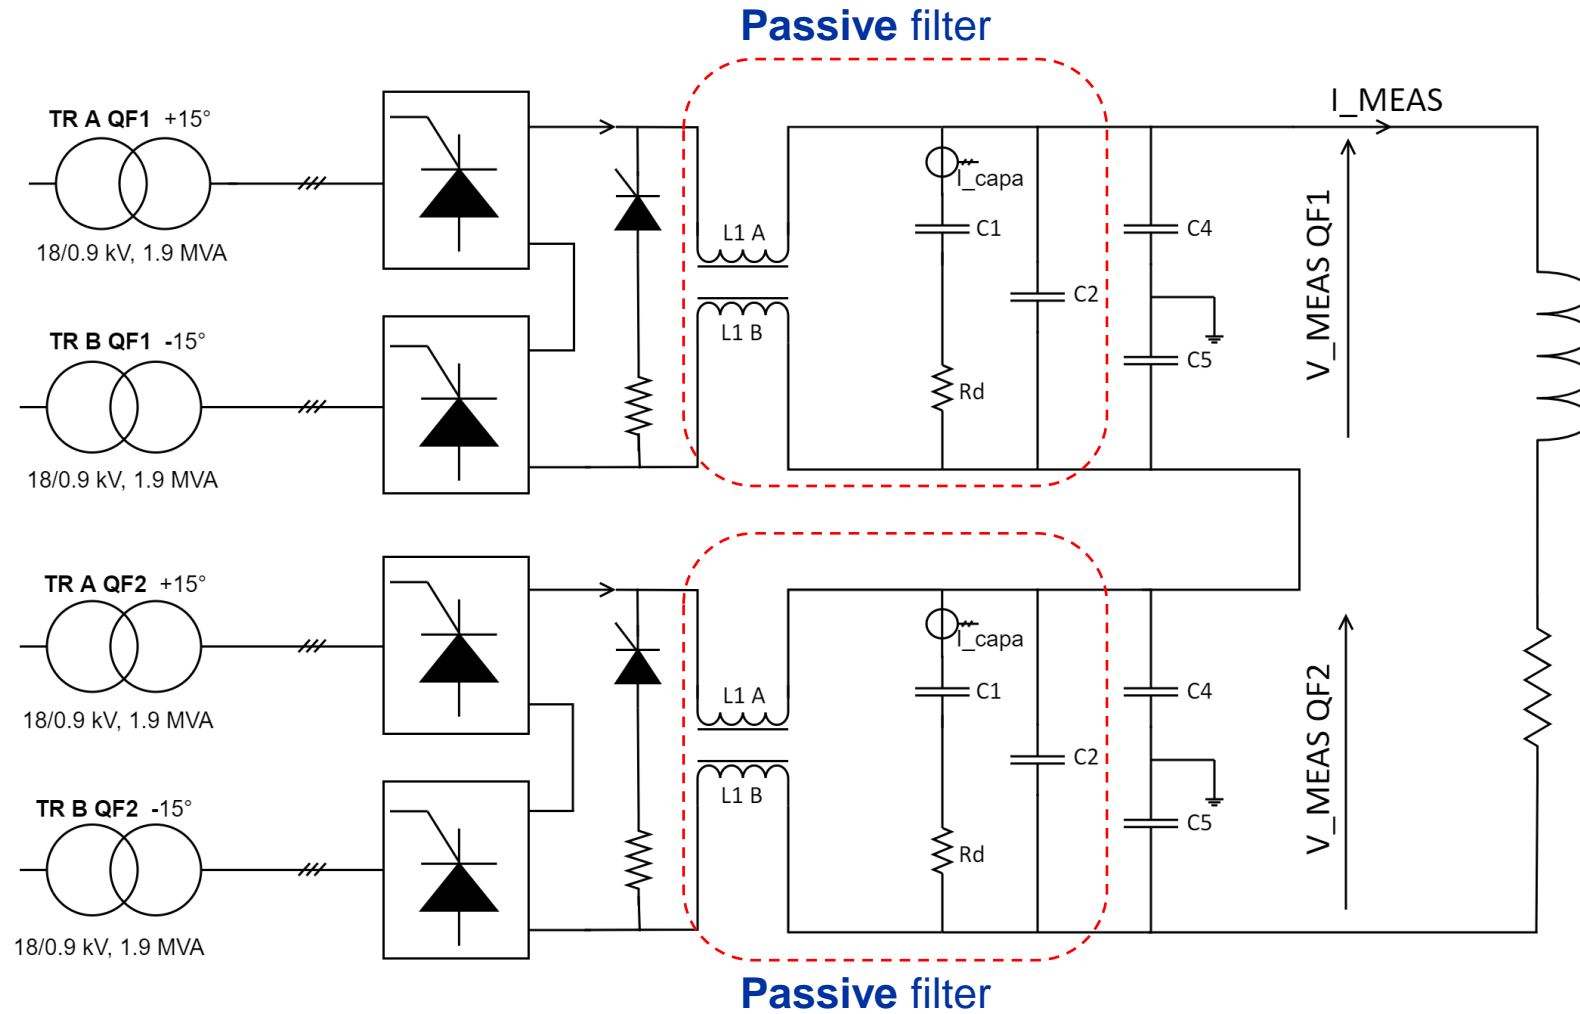 Passive filter
I_MEAS
TR A QF1 +15°
18/0.9 kV, 1.9 MVA
I_capa
C1
C4
L1 A
C2
L1 B
V_MEAS QF1
TR B QF1 -15°
C5
Rd
18/0.9 kV, 1.9 MVA
TR A QF2 +15°
18/0.9 kV, 1.9 MVA
I_capa
C1
C4
L1 A
C2
L1 B
V_MEAS QF2
TR B QF2 -15°
C5
Rd
18/0.9 kV, 1.9 MVA
Passive filter